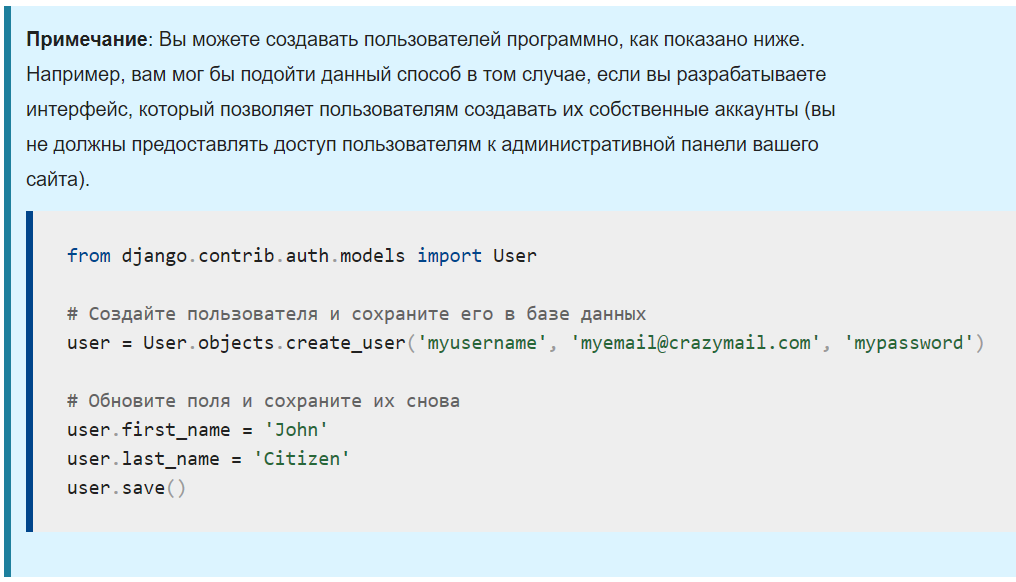 Примечание: Вы можете создавать пользователей программно, как показано ниже.
Например, вам мог бы подойти данный способ в том случае, если вы разрабатываете
интерфейс, который позволяет пользователям создавать их собственные аккаунты (вы
не должны предоставлять доступ пользователям к административной панели вашего
сайта).
from django.contrib.auth.models import User
# Создайте пользователя и сохраните его в базе данных
user = User.objects.create_user('myusername', 'myemail@crazymail.com', 'mypassword')
# Обновите поля и сохраните их снова
user.first_name = 'John'
user.last_name = 'Citizen'
user.save()